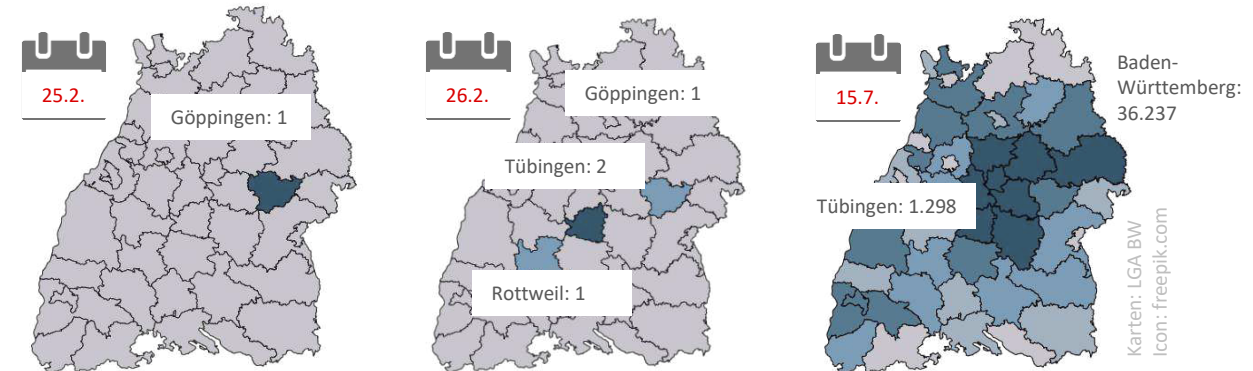 25.2.
Göppingen: 1
26.2.
Göppingen: 1
Tübingen: 2
Rottweil: 1
15.7.
Baden-
Württemberg:
36.237
Tübingen: 1.298
Karten: LGA BW
Icon: freepik.com